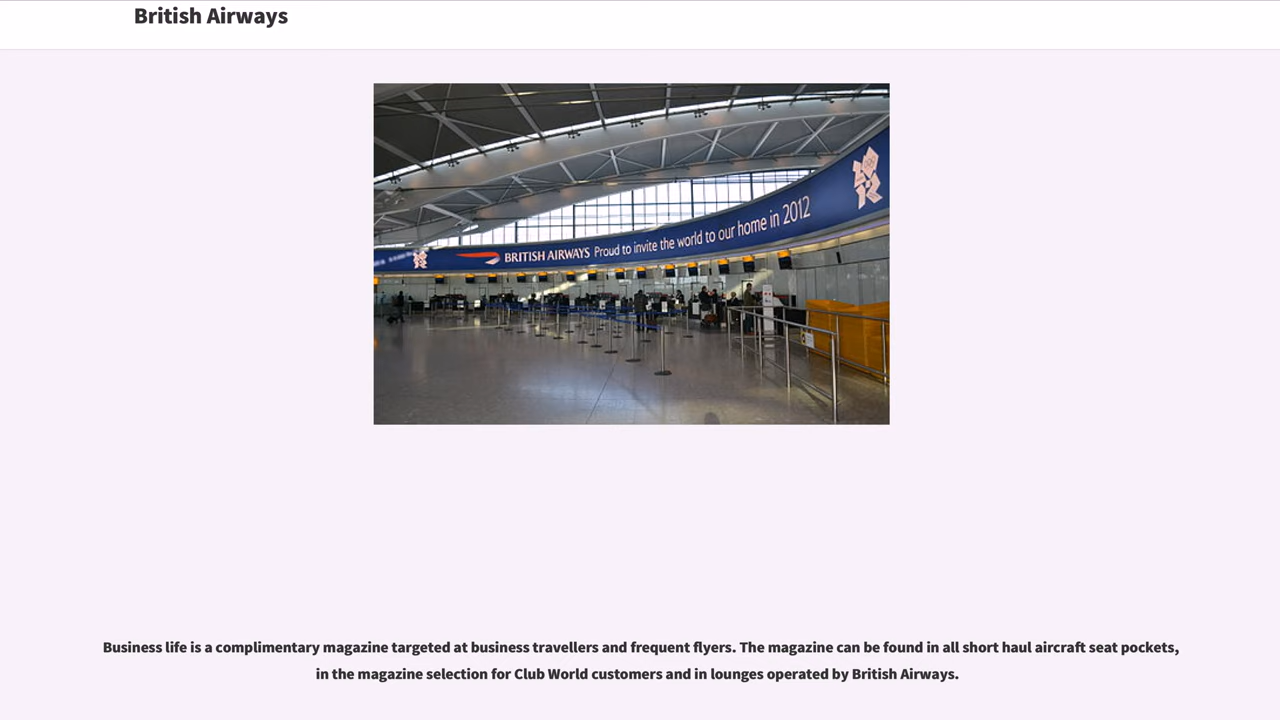 British Airways
BRITISH AIRWAYS Proud to invite the world to our home in 2012
Business life is a complimentary magazine targeted at business travellers and frequent flyers. The magazine can be found in all short haul aircraft seat pockets,
in the magazine selection for Club World customers and in lounges operated by British Airways.